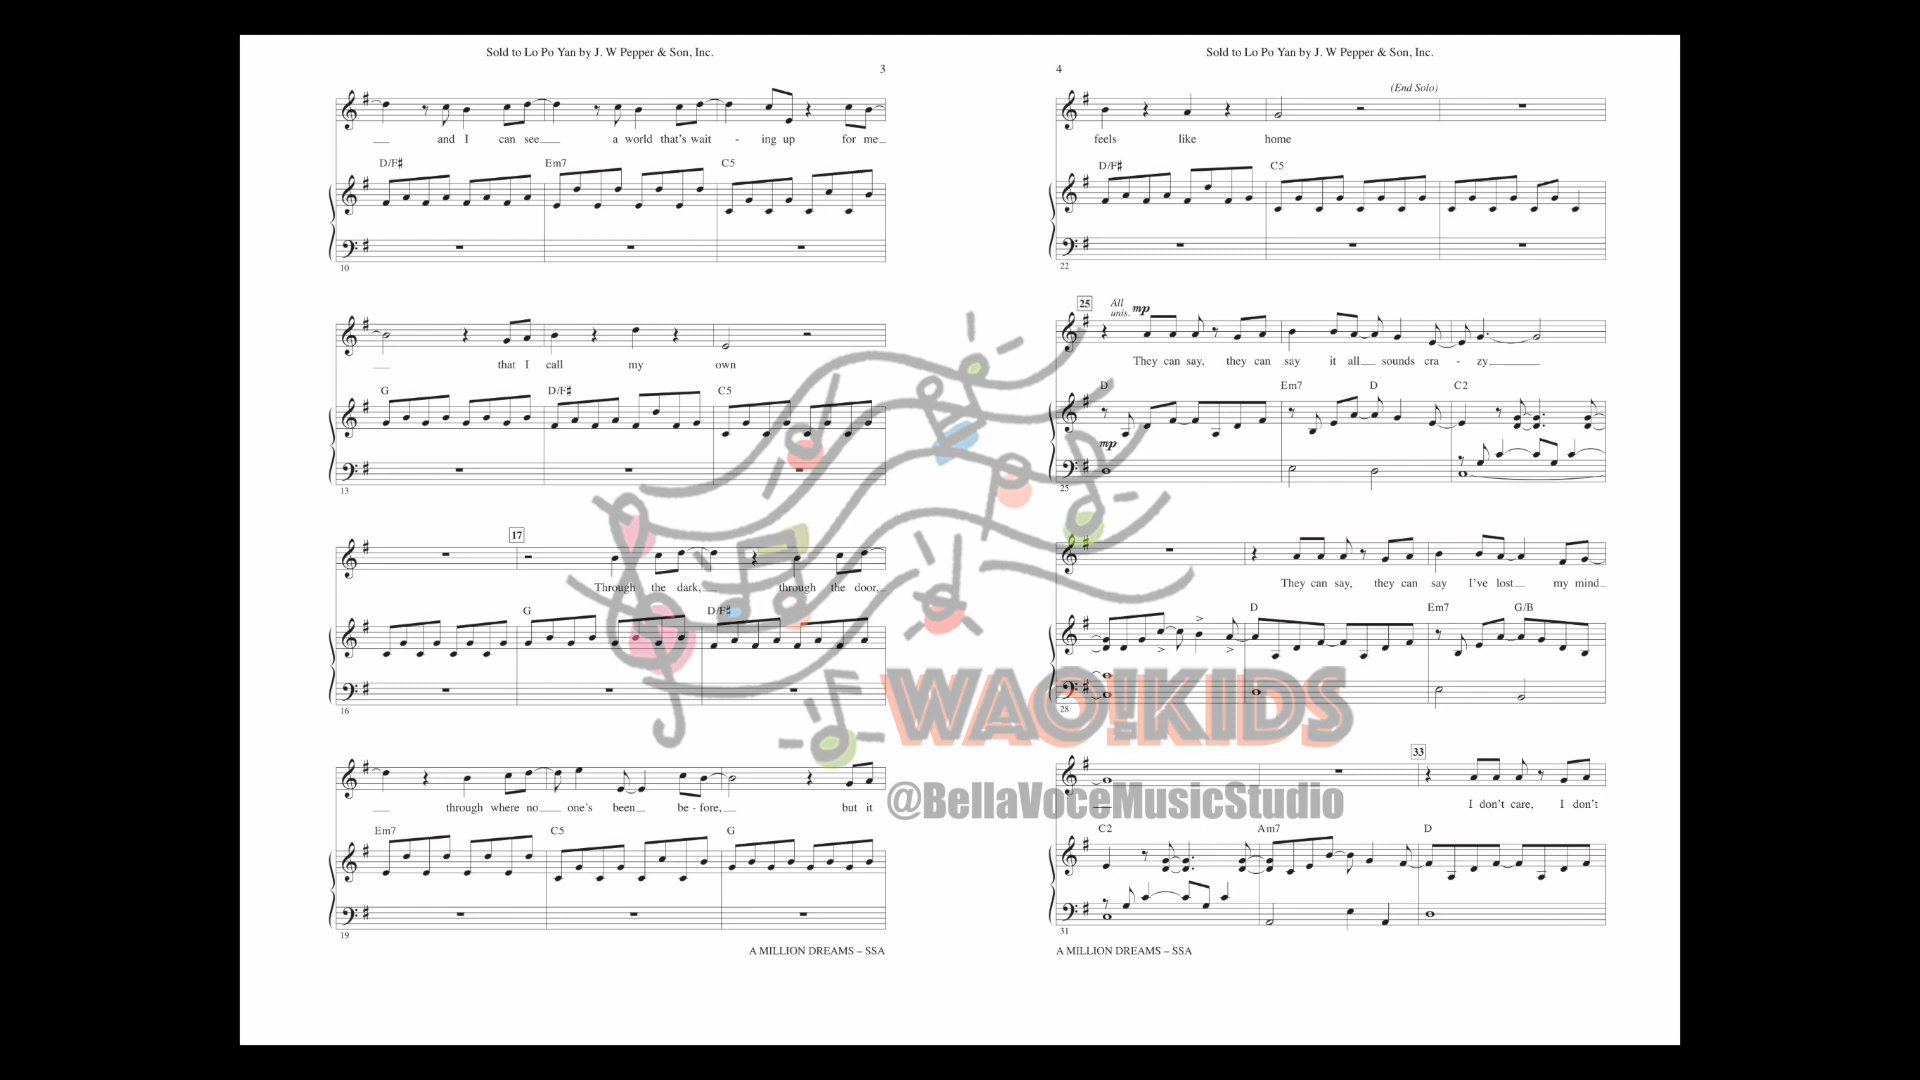 Sold to Lo Po Yan by J. W Pepper & Son, Inc.
3
and I can see a world that's wait - ing up for me
D/F# Em7 C5
10
that I call my own
G D/F# C5
13
17
Through the dark, through the door,
G D/F#
16
through where no one's been be - fore, but it
Em7 C5 G
19
A MILLION DREAMS – SSA
Sold to Lo Po Yan by J. W Pepper & Son, Inc.
4
(End Solo)
feels like home
D/F# C5
22
25 All
unis. mp
They can say, they can say it all sounds cra - zy
D Em7 D C2
mp
25
They can say, they can say I've lost my mind
D Em7 G/B
28
33
I don't care, I don't
C2 Am7 D
31
A MILLION DREAMS – SSA
WAO!KIDS
@BellaVoceMusicStudio